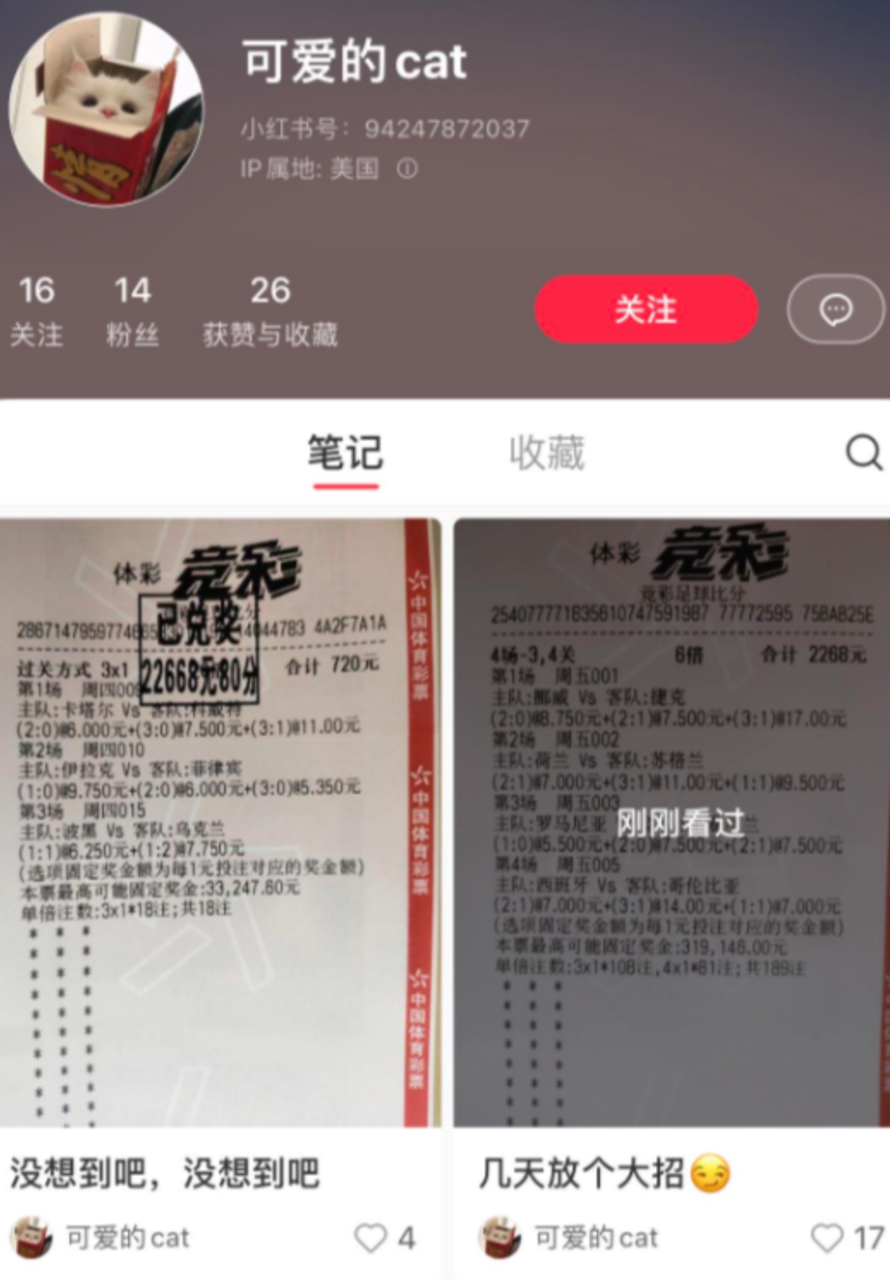 可爱的cat
小红书号：94247872037
IP属地: 美国
16 14 26
关注 粉丝 获赞与收藏
关注
笔记 收藏
体彩 竞彩
已兑奖
4A2F7A1A
过关方式 3x1 22668元80分 合计 720元
第1场 周四009
主队:卡塔尔 Vs 客队:科威特
(2:0)@6.000元+(3:0)@7.500元+(3:1)@11.00元
第2场 周四010
主队:伊拉克 Vs 客队:菲律宾
(1:0)@9.750元+(2:0)@6.000元+(3:0)@5.350元
第3场 周四015
主队:波黑 Vs 客队:乌克兰
(1:1)@6.250元+(1:2)@7.750元
(选项固定奖金额为每1元投注对应的奖金额)
本票最高可能固定奖金:33,247.60元
单倍注数:3x1*18注;共18注
中国体育彩票
中国体育彩票
中国体育彩票
体彩 竞彩
竞彩足球比分
2540777718356107475919​87 77772595 75BAB25E
4场-3,4关 6倍 合计 2268元
第1场 周五001
主队:挪威 Vs 客队:捷克
(2:0)@8.750元+(2:1)@7.500元+(3:1)@17.00元
第2场 周五002
主队:荷兰 Vs 客队:苏格兰
(2:1)@7.000元+(3:1)@11.00元+(1:1)@9.500元
第3场 周五003
主队:罗马尼亚 刚刚看过 兰
(1:0)@5.500元+(2:0)@7.500元+(2:1)@7.500元
第4场 周五005
主队:西班牙 Vs 客队:哥伦比亚
(2:1)@7.000元+(3:1)@14.00元+(1:1)@7.000元
(选项固定奖金额为每1元投注对应的奖金额)
本票最高可能固定奖金:319,146.00元
单倍注数:3x1*108注,4x1*81注;共189注
没想到吧，没想到吧
可爱的cat 4
几天放个大招😏
可爱的cat 17